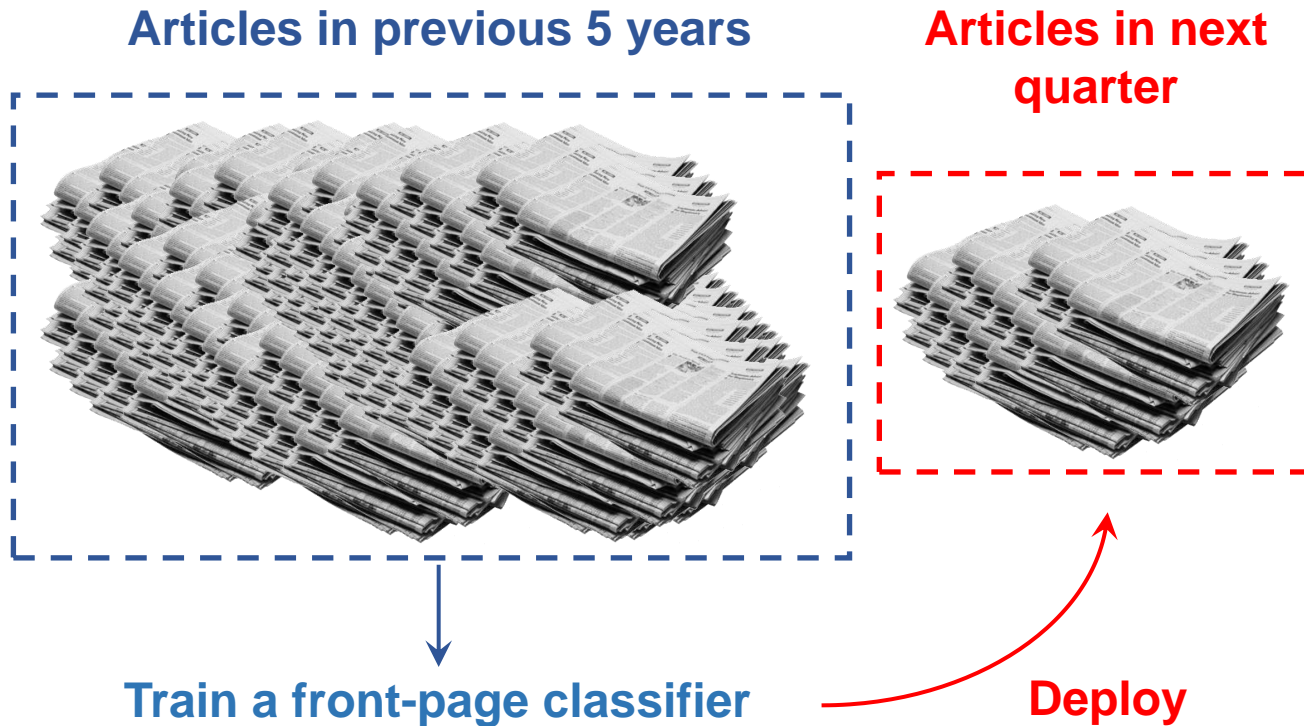 Articles in previous 5 years
Articles in next
quarter
Train a front-page classifier
Deploy